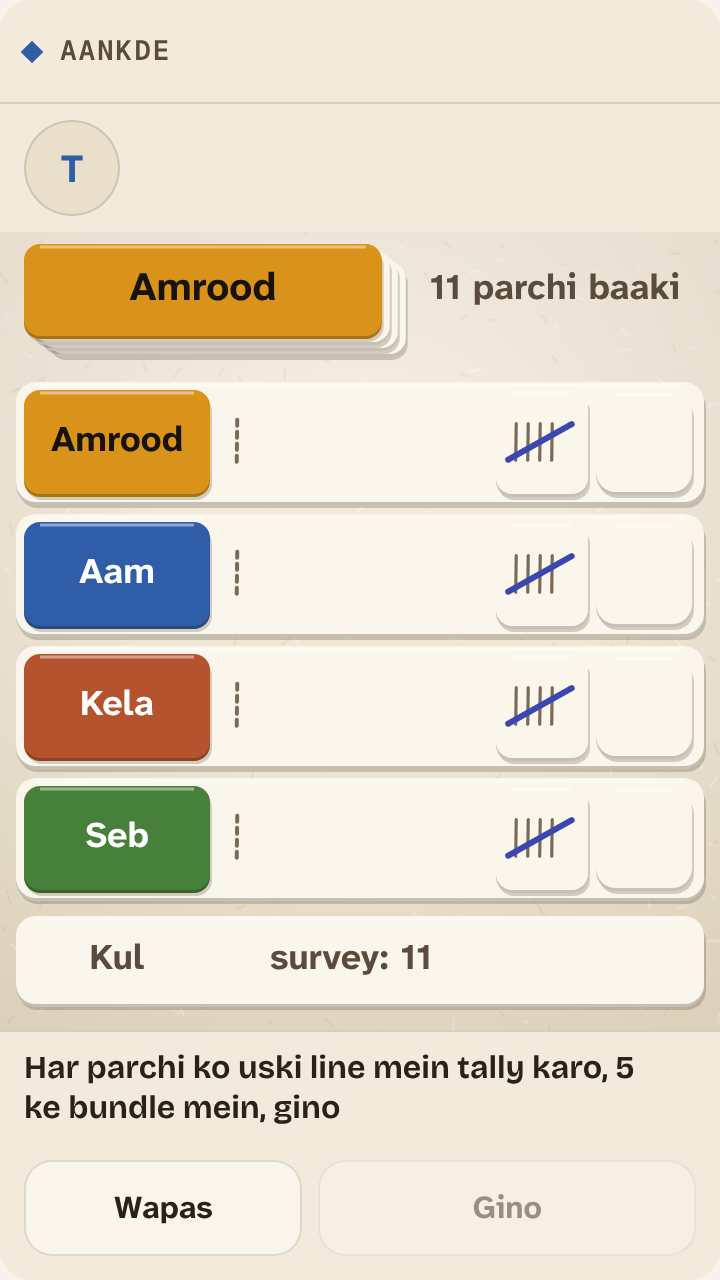 AANKDE
T
Amrood
11 parchi baaki
Amrood
Aam
Kela
Seb
Kul survey: 11
Har parchi ko uski line mein tally karo, 5
ke bundle mein, gino
Wapas
Gino